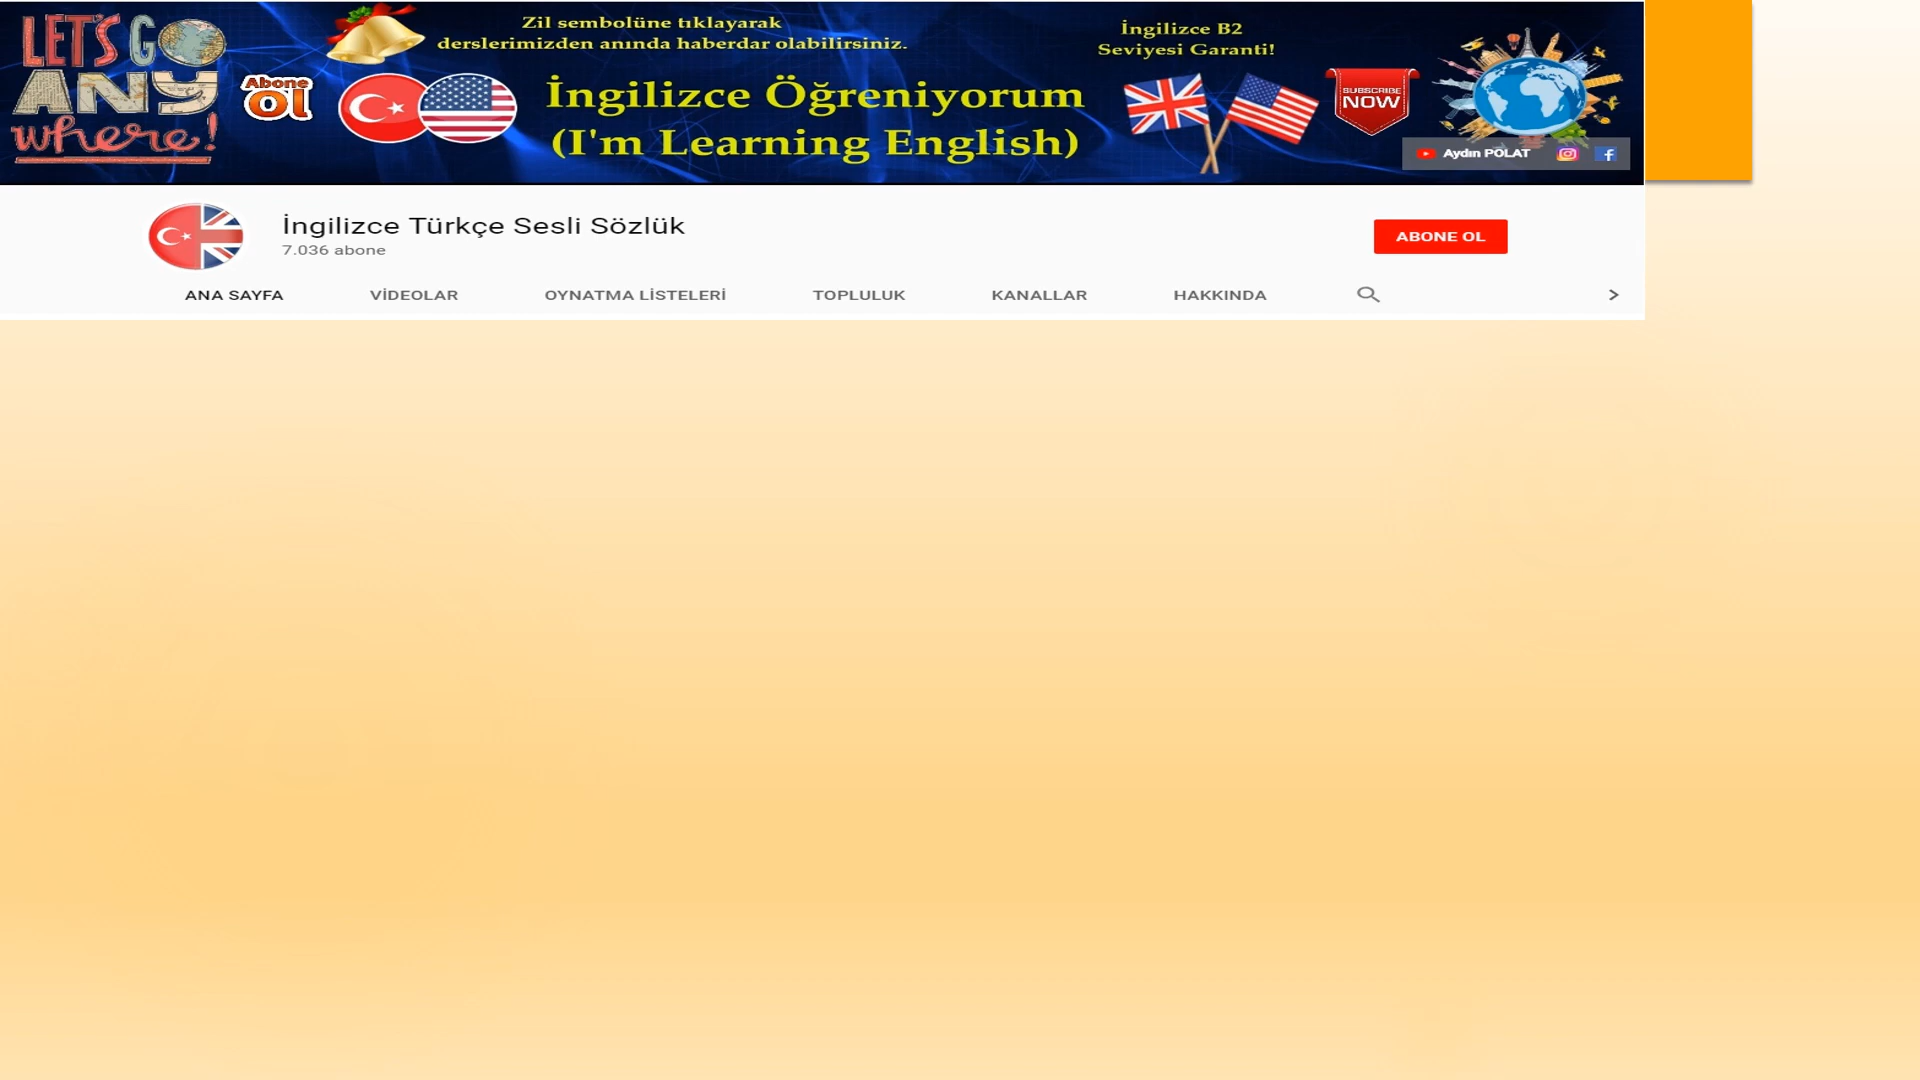 LET'S GO
ANY
where!
Abone
Ol
Zil sembolüne tıklayarak
derslerimizden anında haberdar olabilirsiniz.
İngilizce Öğreniyorum
(I'm Learning English)
İngilizce B2
Seviyesi Garanti!
SUBSCRIBE
NOW
Aydın POLAT
İngilizce Türkçe Sesli Sözlük
7.036 abone
ABONE OL
ANA SAYFA VİDEOLAR OYNATMA LİSTELERİ TOPLULUK KANALLAR HAKKINDA